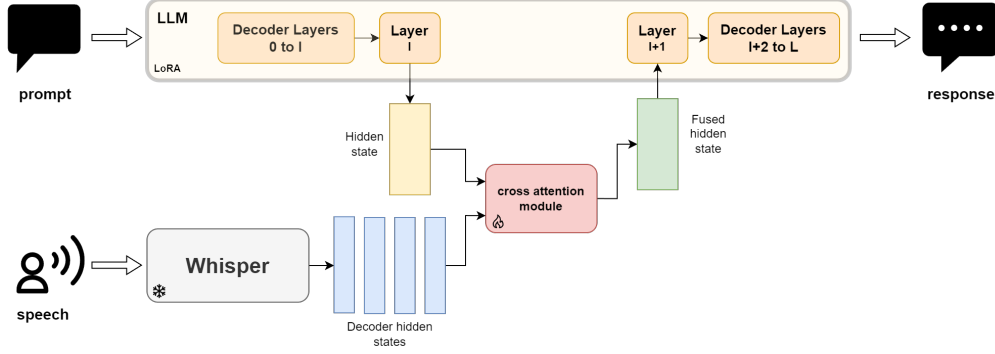 LLM
Decoder Layers
0 to l
Layer
l
Layer
l+1
Decoder Layers
l+2 to L
LoRA
prompt
response
Hidden
state
Fused
hidden
state
cross attention
module
Whisper
speech
Decoder hidden
states